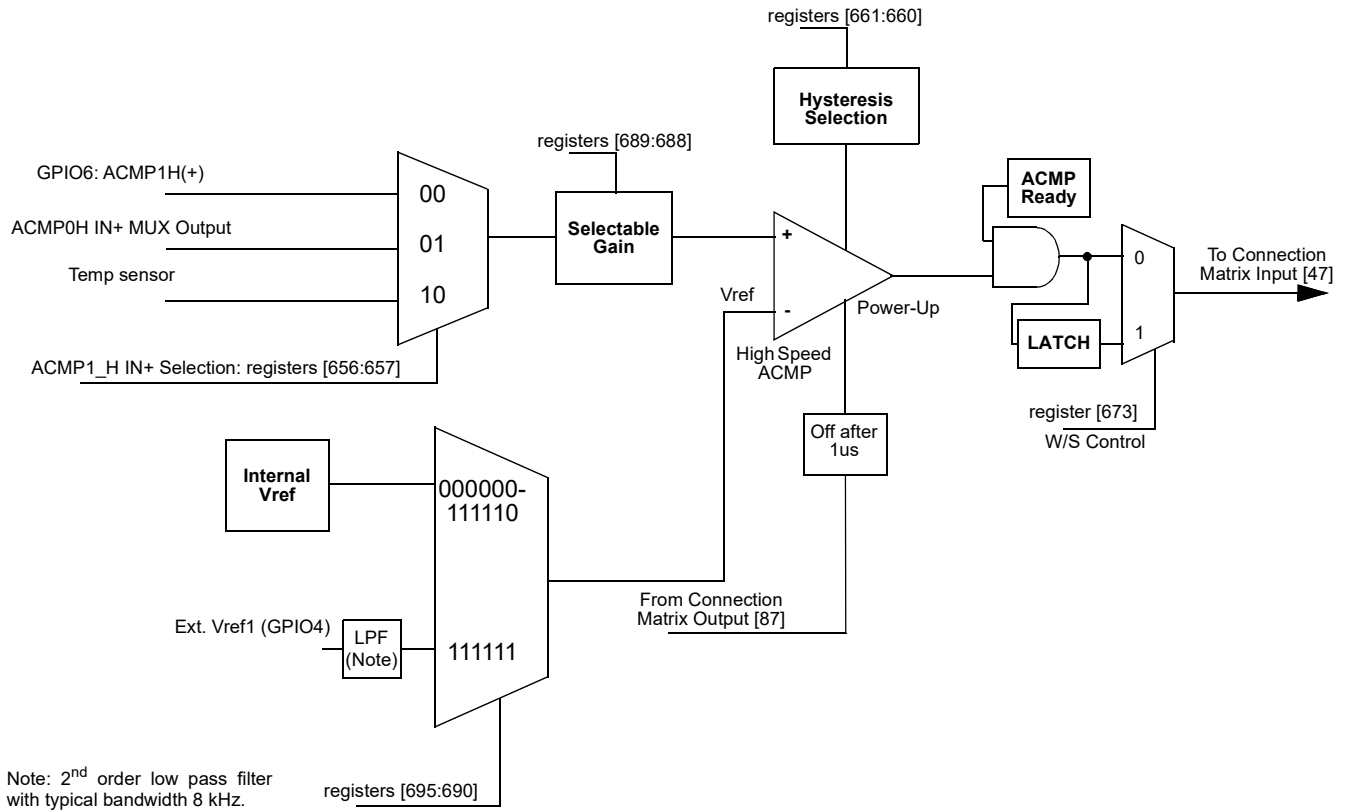 registers [661:660]
Hysteresis
Selection
registers [689:688]
GPIO6: ACMP1H(+)
00
ACMP0H IN+ MUX Output
01
Temp sensor
10
Selectable
Gain
ACMP
Ready
+
Vref
-
Power-Up
High Speed
ACMP
0
To Connection
Matrix Input [47]
LATCH
1
ACMP1_H IN+ Selection: registers [656:657]
register [673]
W/S Control
Off after
1us
Internal
Vref
000000-
111110
From Connection
Matrix Output [87]
Ext. Vref1 (GPIO4)
LPF
(Note)
111111
Note: 2nd order low pass filter
with typical bandwidth 8 kHz.
registers [695:690]